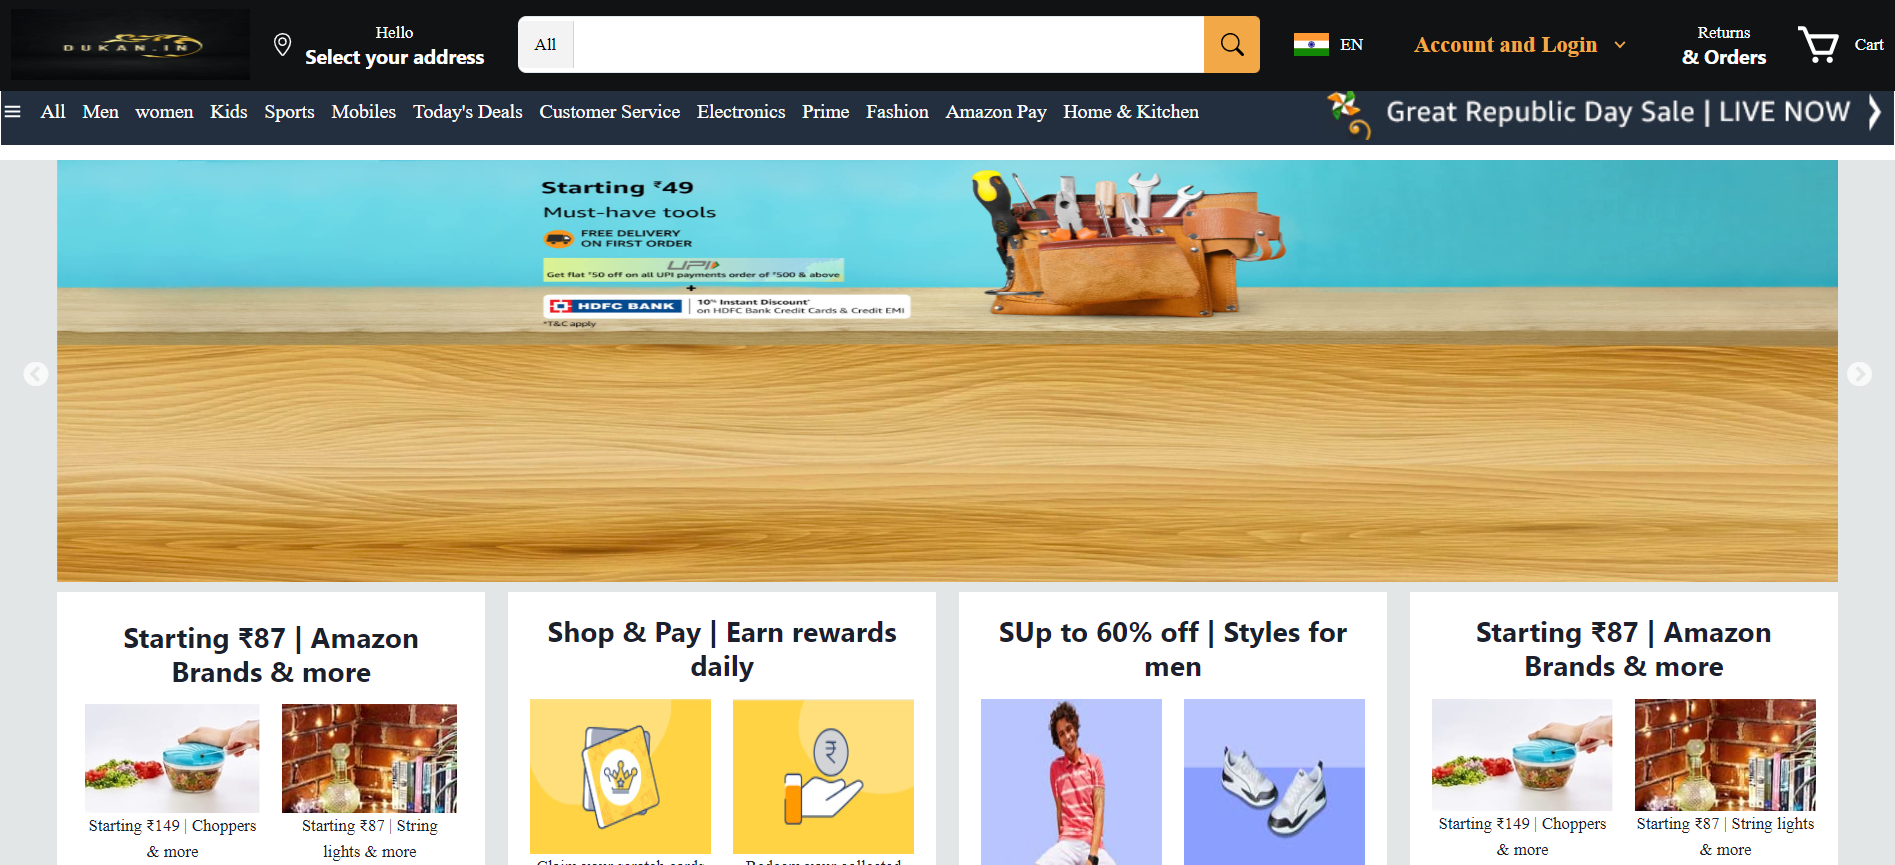 DUKAN.IN
Hello
Select your address
All
EN
Account and Login
Returns
& Orders
Cart
All Men women Kids Sports Mobiles Today's Deals Customer Service Electronics Prime Fashion Amazon Pay Home & Kitchen
Great Republic Day Sale | LIVE NOW
Starting ₹49
Must-have tools
FREE DELIVERY
ON FIRST ORDER
UPI
Get flat ₹50 off on all UPI payments order of ₹500 & above
+
HDFC BANK
10% Instant Discount*
on HDFC Bank Credit Cards & Credit EMI
*T&C apply
Starting ₹87 | Amazon
Brands & more
Starting ₹149 | Choppers
& more
Starting ₹87 | String
lights & more
Shop & Pay | Earn rewards
daily
Claim your scratch cards
Redeem your collected
SUp to 60% off | Styles for
men
Starting ₹87 | Amazon
Brands & more
Starting ₹149 | Choppers
& more
Starting ₹87 | String lights
& more